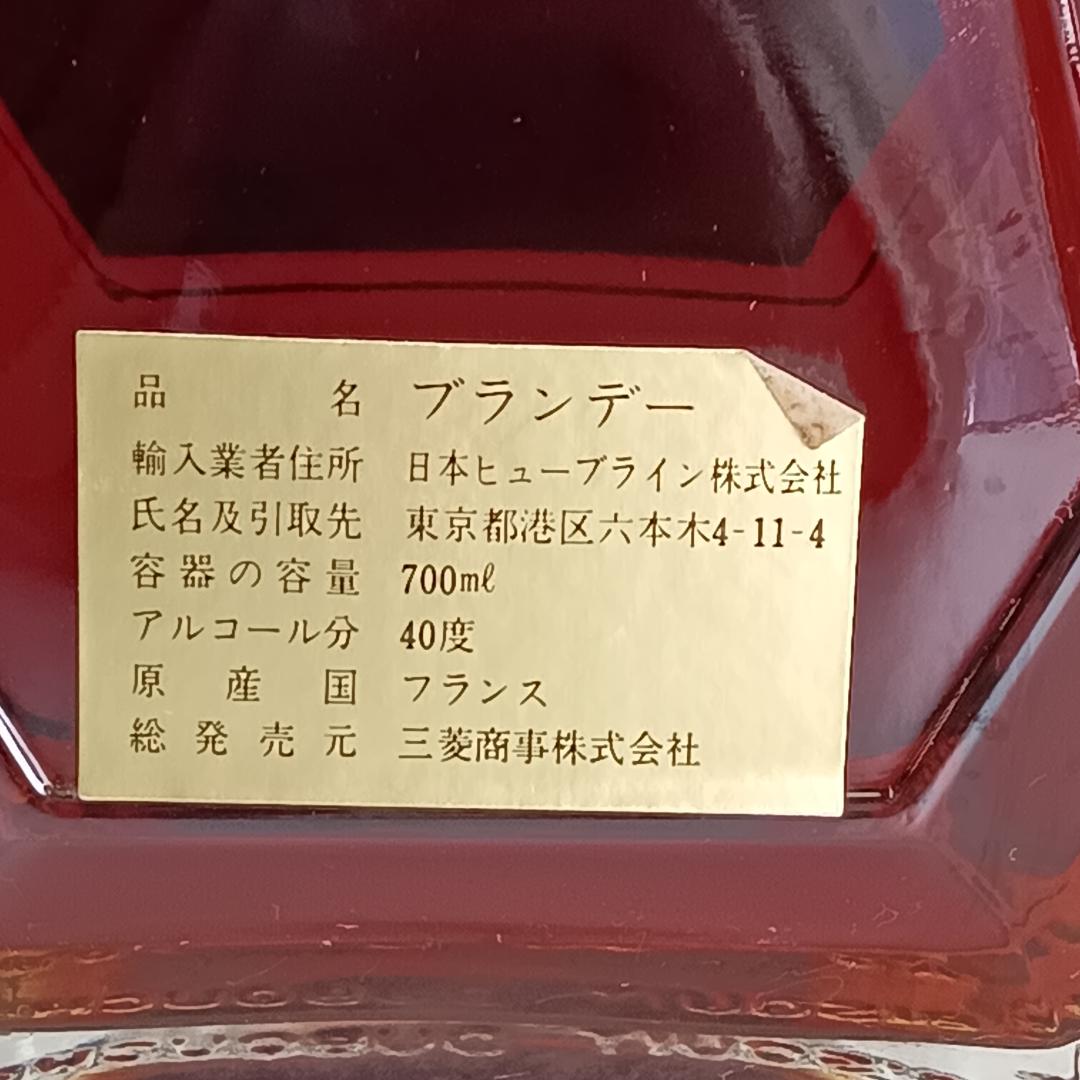 品名 ブランデー
輸入業者住所 日本ヒューブライン株式会社
氏名及引取先 東京都港区六本木4-11-4
容器の容量 700mℓ
アルコール分 40度
原産国 フランス
総発売元 三菱商事株式会社